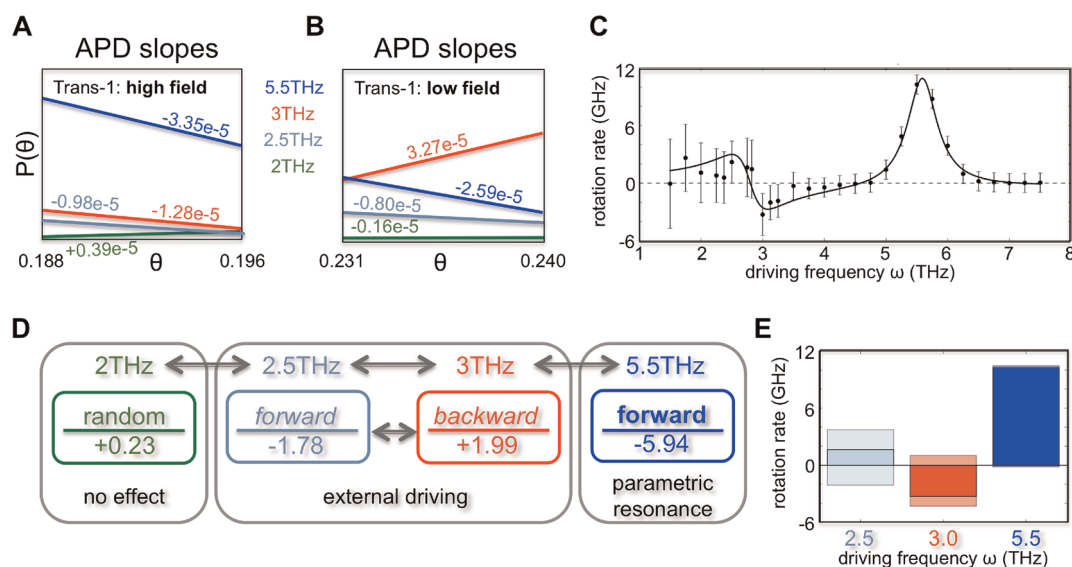 A
APD slopes
Trans-1: high field
P(θ)
-3.35e-5
-0.98e-5
-1.28e-5
+0.39e-5
0.188
θ
0.196
5.5THz
3THz
2.5THz
2THz
B
APD slopes
Trans-1: low field
3.27e-5
-2.59e-5
-0.80e-5
-0.16e-5
0.231
θ
0.240
C
rotation rate (GHz)
12
6
0
-6
1 2 3 4 5 6 7 8
driving frequency ω (THz)
D
2THz
random
+0.23
no effect
2.5THz
forward
-1.78
3THz
backward
+1.99
external driving
5.5THz
forward
-5.94
parametric
resonance
E
rotation rate (GHz)
12
6
0
-6
2.5 3.0 5.5
driving frequency ω (THz)